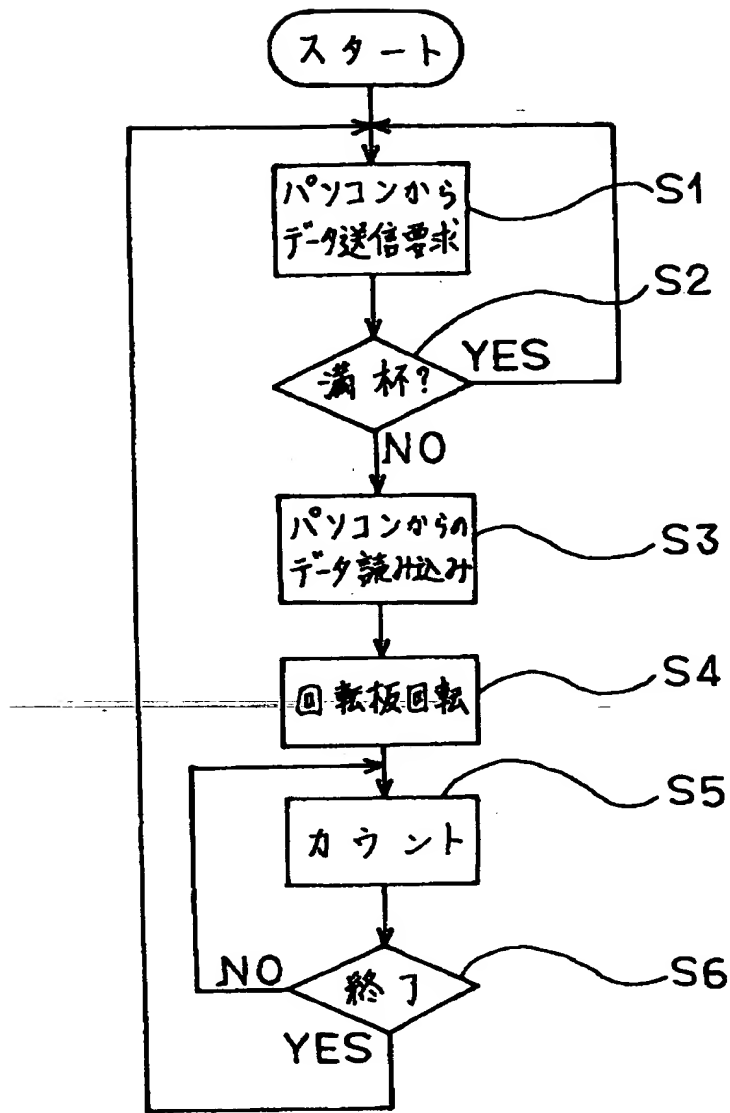 スタート
パソコンから
データ送信要求
S1
S2
満杯?
YES
NO
パソコンからの
データ読み込み
S3
回転板回転
S4
カウント
S5
終了
S6
NO
YES